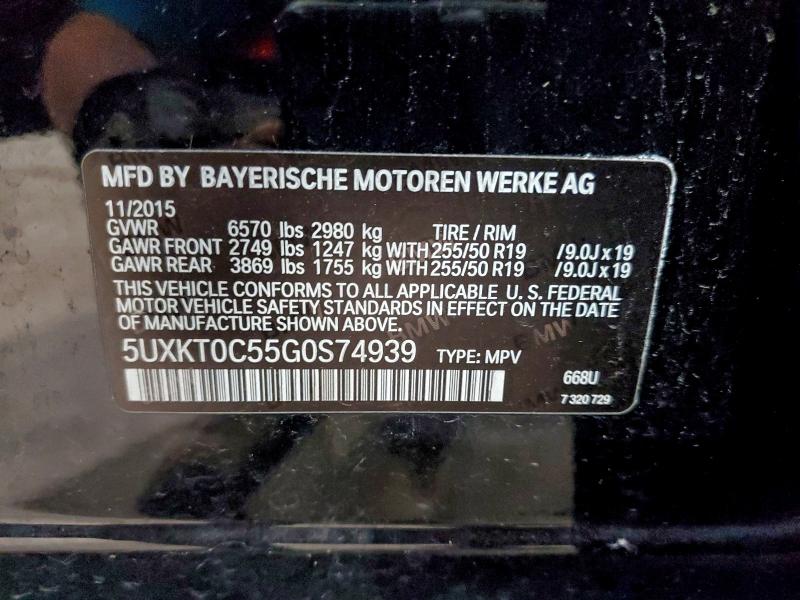 MFD BY BAYERISCHE MOTOREN WERKE AG
11/2015
GVWR 6570 lbs 2980 kg TIRE / RIM
GAWR FRONT 2749 lbs 1247 kg WITH 255/50 R19 /9.0J x 19
GAWR REAR 3869 lbs 1755 kg WITH 255/50 R19 /9.0J x 19
THIS VEHICLE CONFORMS TO ALL APPLICABLE U. S. FEDERAL
MOTOR VEHICLE SAFETY STANDARDS IN EFFECT ON THE DATE
OF MANUFACTURE SHOWN ABOVE.
5UXKT0C55G0S74939 TYPE: MPV
668U
7 320 729